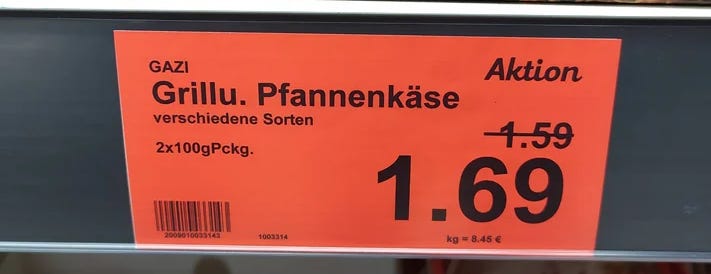 GAZI
Aktion
Grillu. Pfannenkäse
verschiedene Sorten
1.59
2x100gPckg.
1.69
2009010033143
1003314
kg = 8.45 €